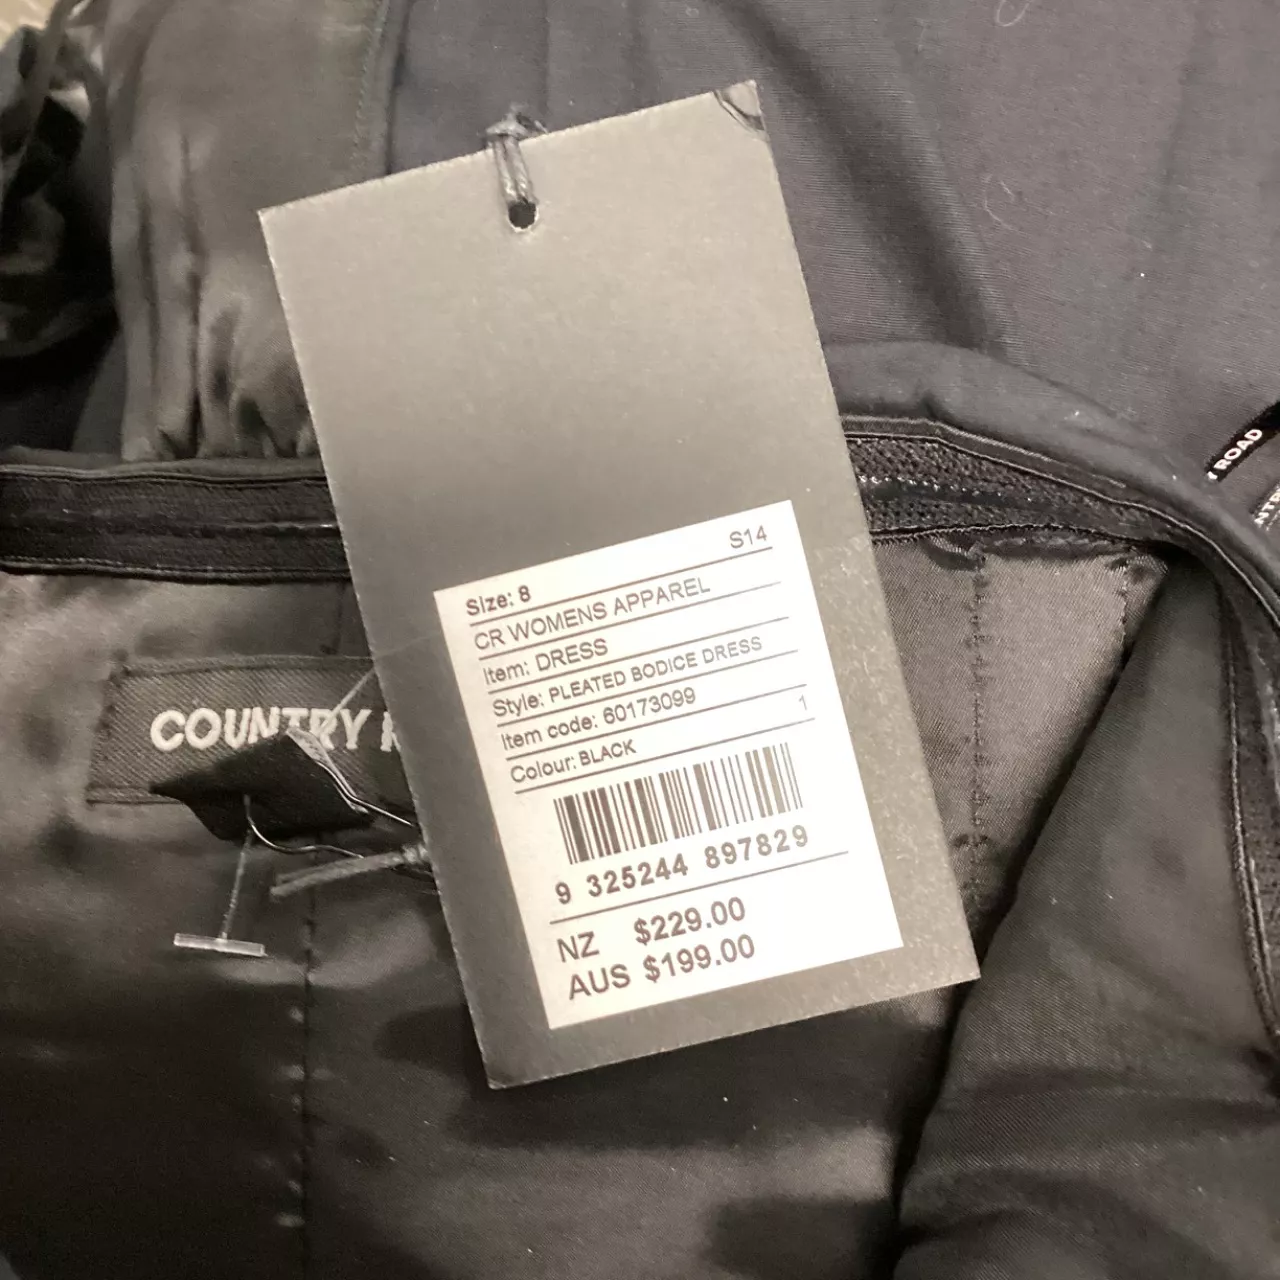 S14
Size: 8
CR WOMENS APPAREL
Item: DRESS
Style: PLEATED BODICE DRESS
Item code: 60173099 1
Colour: BLACK
9 325244 897829
NZ $229.00
AUS $199.00
COUNTRY
ROAD